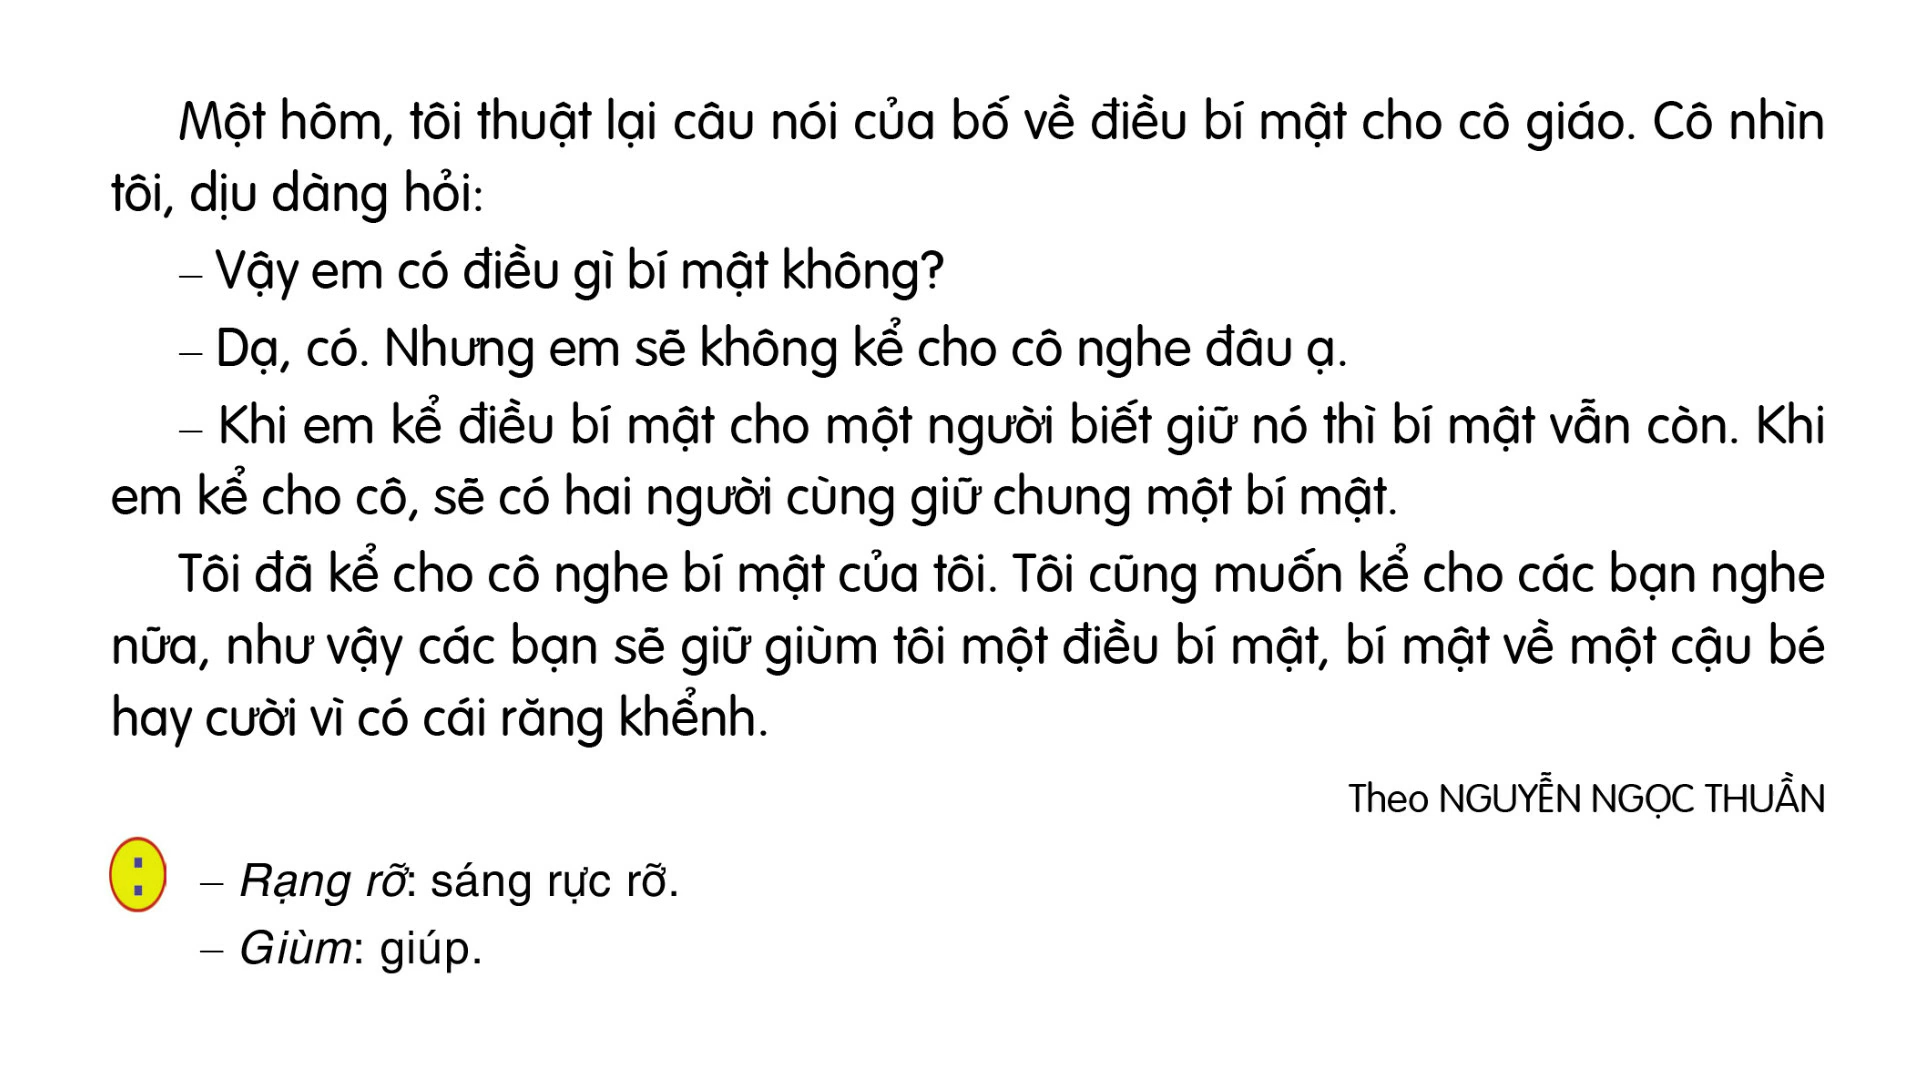 Một hôm, tôi thuật lại câu nói của bố về điều bí mật cho cô giáo. Cô nhìn
tôi, dịu dàng hỏi:
– Vậy em có điều gì bí mật không?
– Dạ, có. Nhưng em sẽ không kể cho cô nghe đâu ạ.
– Khi em kể điều bí mật cho một người biết giữ nó thì bí mật vẫn còn. Khi
em kể cho cô, sẽ có hai người cùng giữ chung một bí mật.
Tôi đã kể cho cô nghe bí mật của tôi. Tôi cũng muốn kể cho các bạn nghe
nữa, như vậy các bạn sẽ giữ giùm tôi một điều bí mật, bí mật về một cậu bé
hay cười vì có cái răng khểnh.
Theo NGUYỄN NGỌC THUẦN
: – Rạng rỡ: sáng rực rỡ.
– Giùm: giúp.